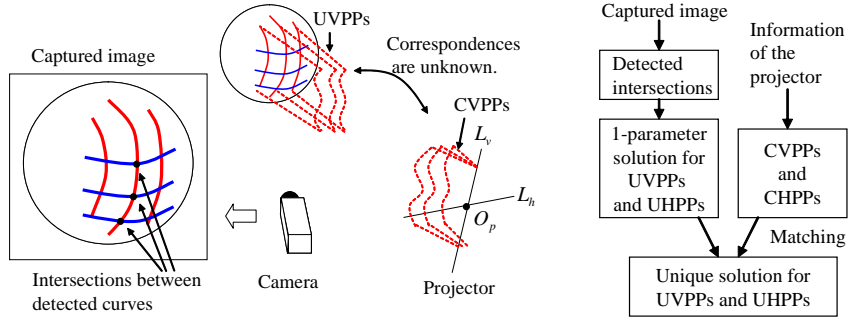 UVPPs
Captured image
Correspondences
are unknown.
CVPPs
L_v
L_h
O_p
Intersections between
detected curves
Camera
Projector
Captured image
Information
of the
projector
Detected
intersections
1-parameter
solution for
UVPPs
and UHPPs
CVPPs
and
CHPPs
Matching
Unique solution for
UVPPs and UHPPs